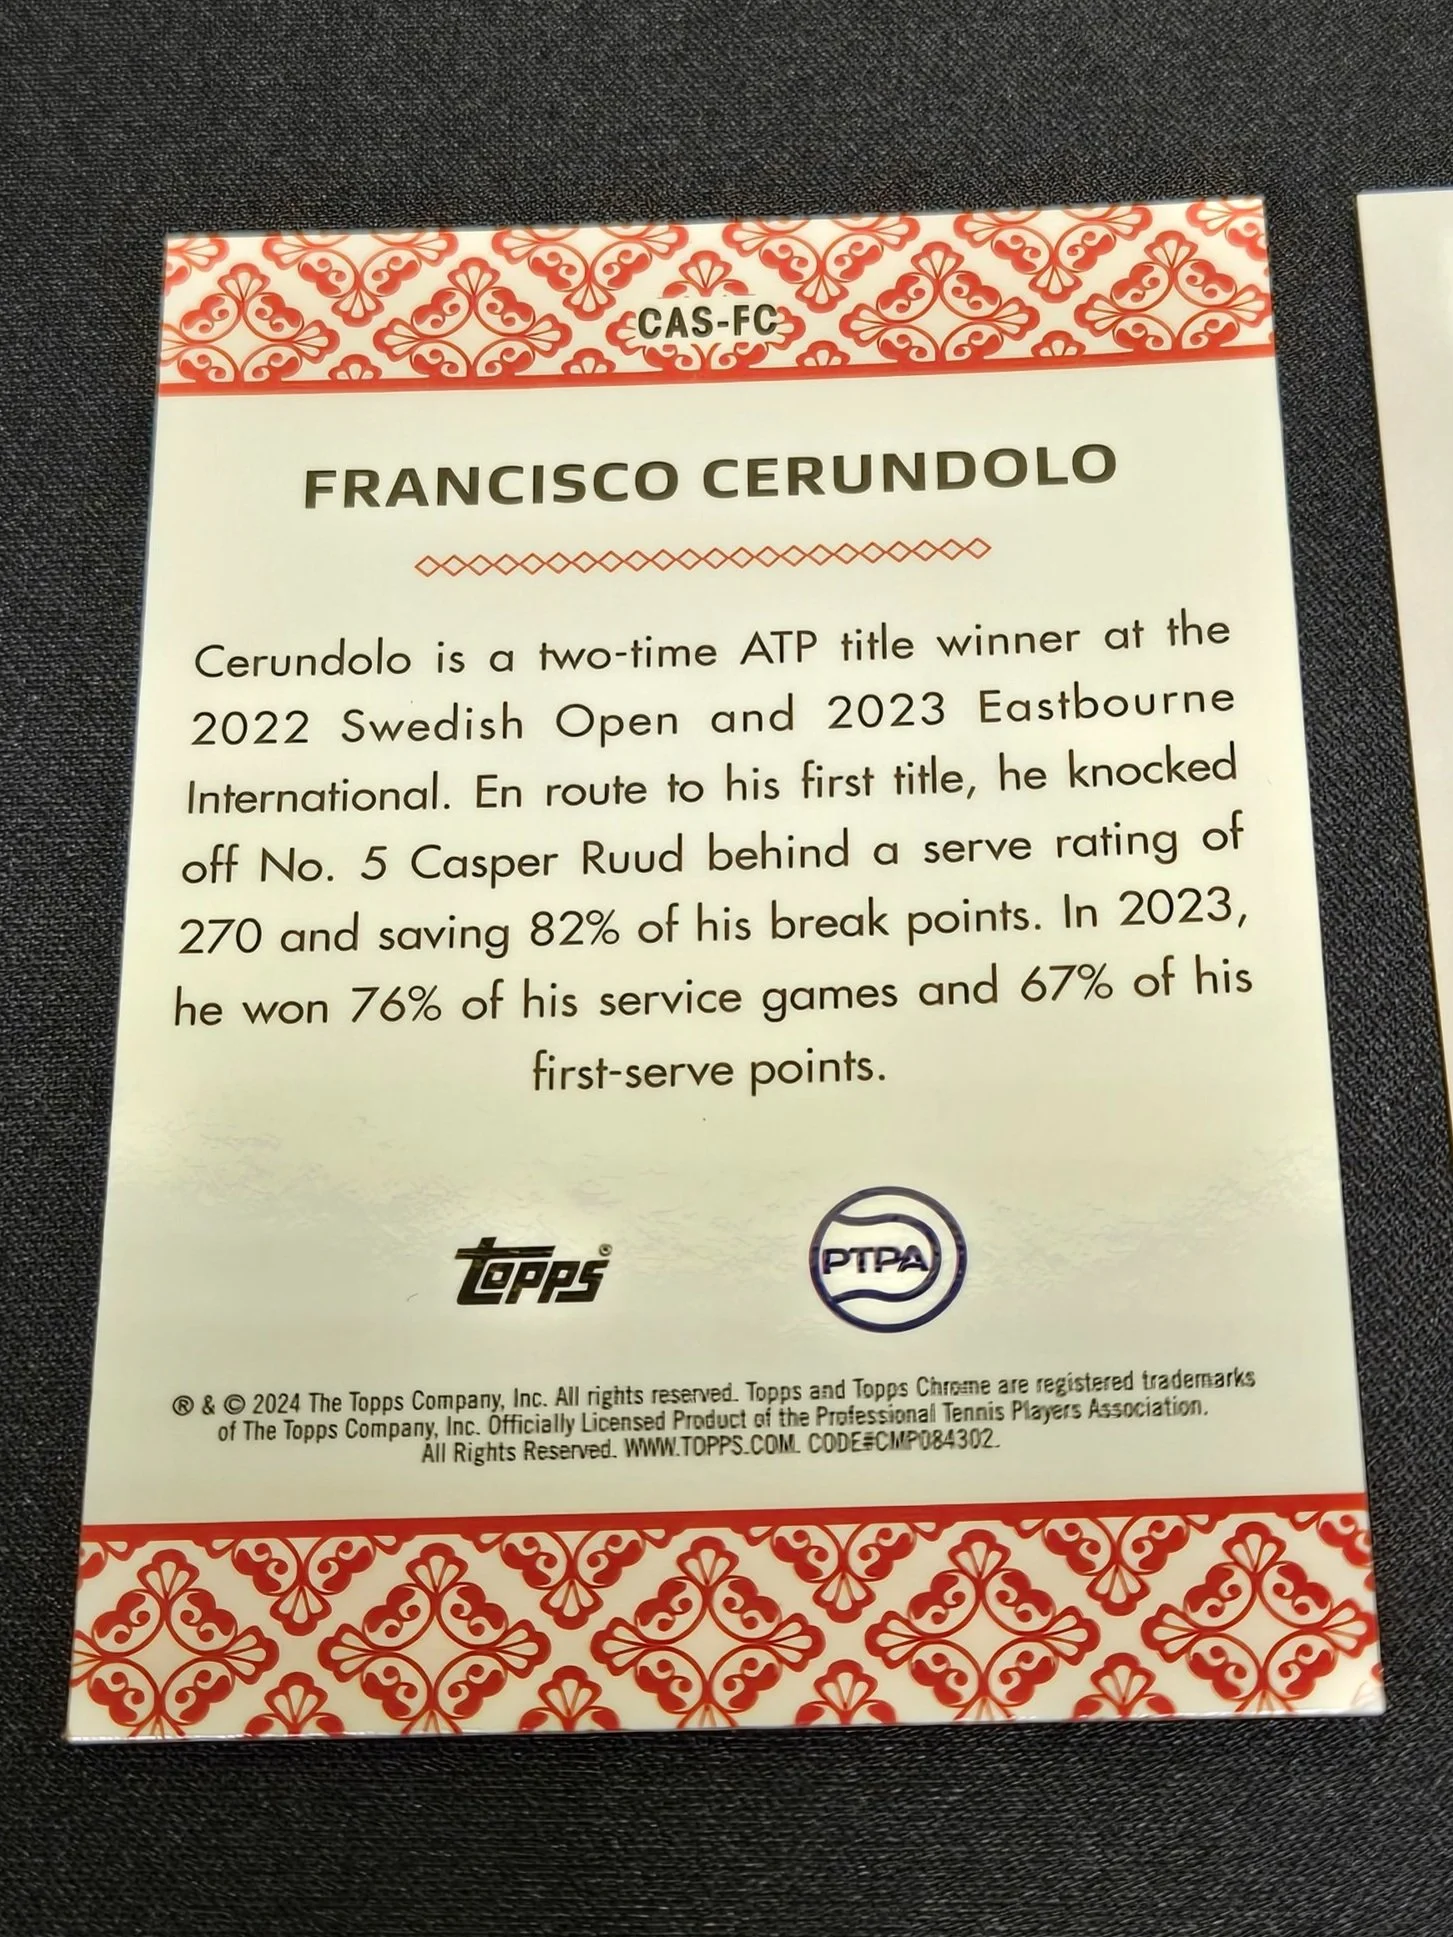 CAS-FC
FRANCISCO CERUNDOLO
Cerundolo is a two-time ATP title winner at the
2022 Swedish Open and 2023 Eastbourne
International. En route to his first title, he knocked
off No. 5 Casper Ruud behind a serve rating of
270 and saving 82% of his break points. In 2023,
he won 76% of his service games and 67% of his
first-serve points.
Topps®
PTPA
® & © 2024 The Topps Company, Inc. All rights reserved. Topps and Topps Chrome are registered trademarks
of The Topps Company, Inc. Officially Licensed Product of the Professional Tennis Players Association.
All Rights Reserved. WWW.TOPPS.COM. CODE#CMP084302.